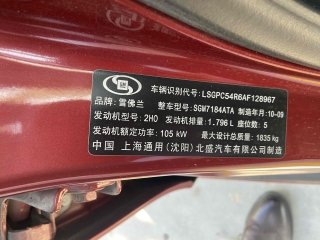 车辆识别代号: LSGPC54R6AF128967
品牌: 雪佛兰 整车型号: SGM7184ATA 制造年月: 10-09
发动机型号: 2H0 发动机排量: 1.796 L 座位数: 5
发动机额定功率: 105 kW 最大设计总质量: 1835 kg
中国 上海通用(沈阳)北盛汽车有限公司制造